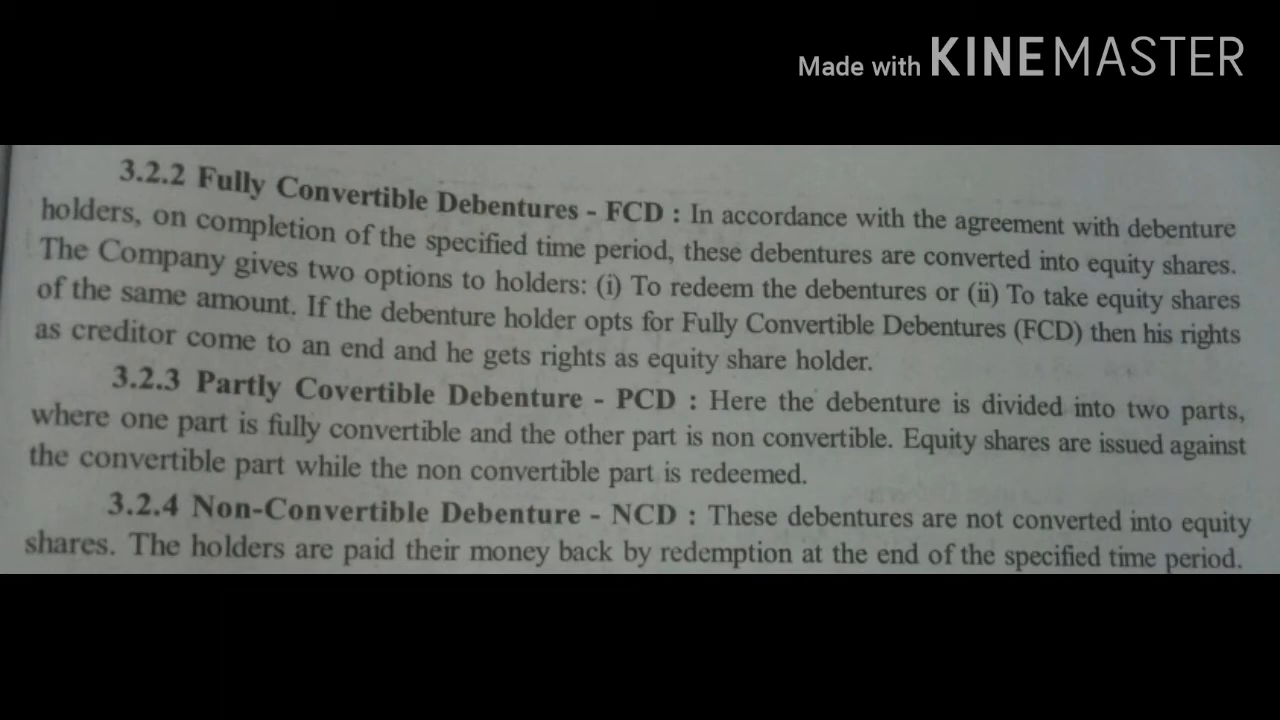 Made with KINEMASTER
3.2.2 Fully Convertible Debentures - FCD : In accordance with the agreement with debenture
holders, on completion of the specified time period, these debentures are converted into equity shares.
The Company gives two options to holders: (i) To redeem the debentures or (ii) To take equity shares
of the same amount. If the debenture holder opts for Fully Convertible Debentures (FCD) then his rights
as creditor come to an end and he gets rights as equity share holder.
3.2.3 Partly Covertible Debenture - PCD : Here the debenture is divided into two parts,
where one part is fully convertible and the other part is non convertible. Equity shares are issued against
the convertible part while the non convertible part is redeemed.
3.2.4 Non-Convertible Debenture - NCD : These debentures are not converted into equity
shares. The holders are paid their money back by redemption at the end of the specified time period.